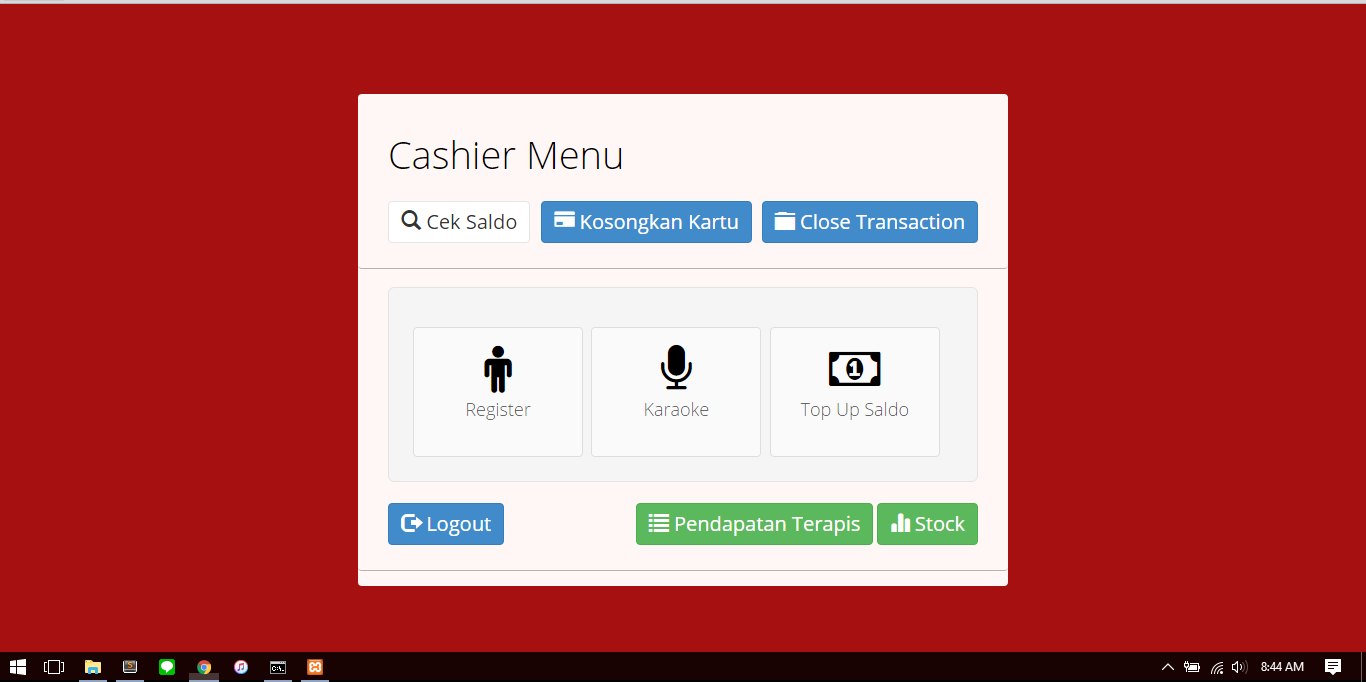 Cashier Menu
Cek Saldo Kosongkan Kartu Close Transaction
1
Register Karaoke Top Up Saldo
Logout Pendapatan Terapis Stock
8:44 AM